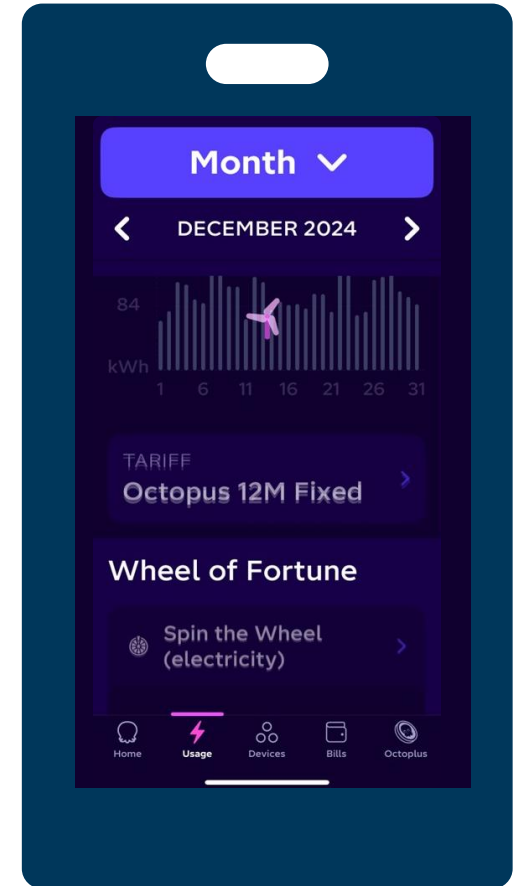 Month
DECEMBER 2024
84
kWh
1 6 11 16 21 26 31
TARIFF
Octopus 12M Fixed
Wheel of Fortune
Spin the Wheel
(electricity)
Home Usage Devices Bills Octoplus